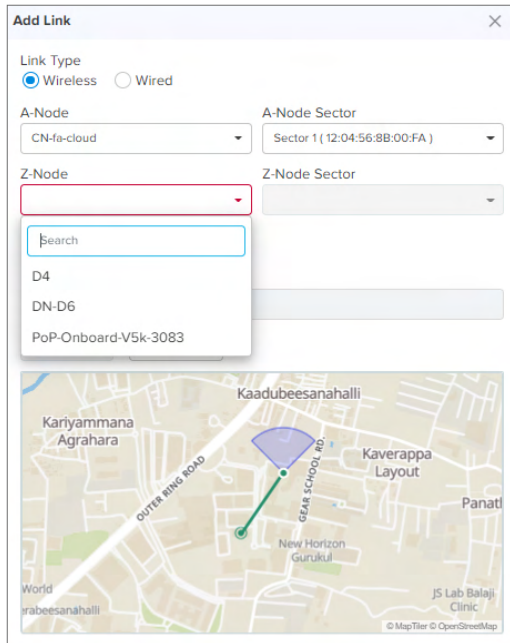 Add Link
Link Type
Wireless Wired
A-Node A-Node Sector
CN-fa-cloud Sector 1 ( 12:04:56:8B:00:FA )
Z-Node Z-Node Sector
Search
D4
DN-D6
PoP-Onboard-V5k-3083
Kaadubeesanahalli
Kariyammana
Agrahara
OUTER RING ROAD
GEAR SCHOOL RD.
Kaverappa
Layout
Panatl
New Horizon
Gurukul
World
erabeesanahalli
JS Lab Balaji
Clinic
© MapTiler © OpenStreetMap